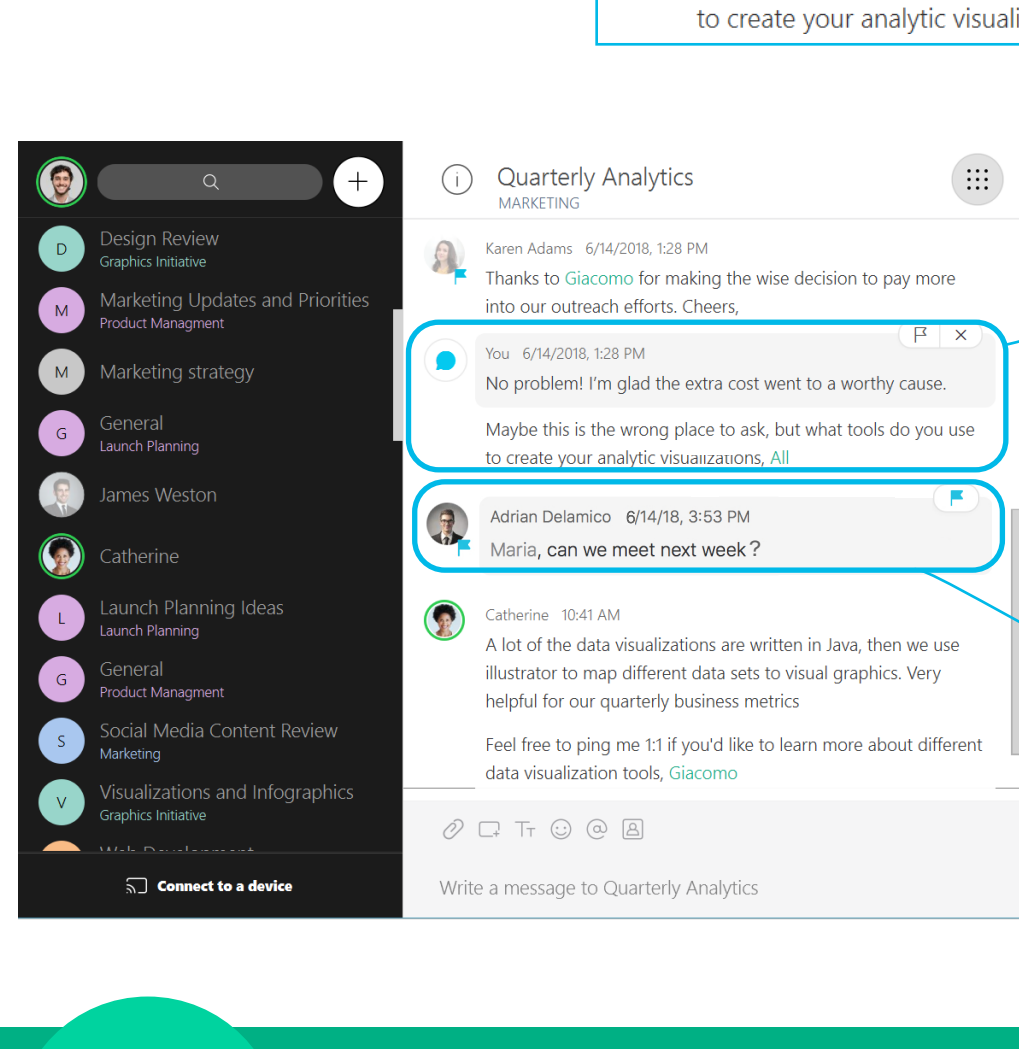 to create your analytic visuali
Quarterly Analytics
MARKETING
D
Design Review
Graphics Initiative
M
Marketing Updates and Priorities
Product Managment
M
Marketing strategy
G
General
Launch Planning
James Weston
Catherine
L
Launch Planning Ideas
Launch Planning
G
General
Product Managment
S
Social Media Content Review
Marketing
V
Visualizations and Infographics
Graphics Initiative
Web Development
Connect to a device
Karen Adams 6/14/2018, 1:28 PM
Thanks to Giacomo for making the wise decision to pay more
into our outreach efforts. Cheers,
You 6/14/2018, 1:28 PM
No problem! I’m glad the extra cost went to a worthy cause.
Maybe this is the wrong place to ask, but what tools do you use
to create your analytic visualizations, All
Adrian Delamico 6/14/18, 3:53 PM
Maria, can we meet next week?
Catherine 10:41 AM
A lot of the data visualizations are written in Java, then we use
illustrator to map different data sets to visual graphics. Very
helpful for our quarterly business metrics
Feel free to ping me 1:1 if you'd like to learn more about different
data visualization tools, Giacomo
Write a message to Quarterly Analytics